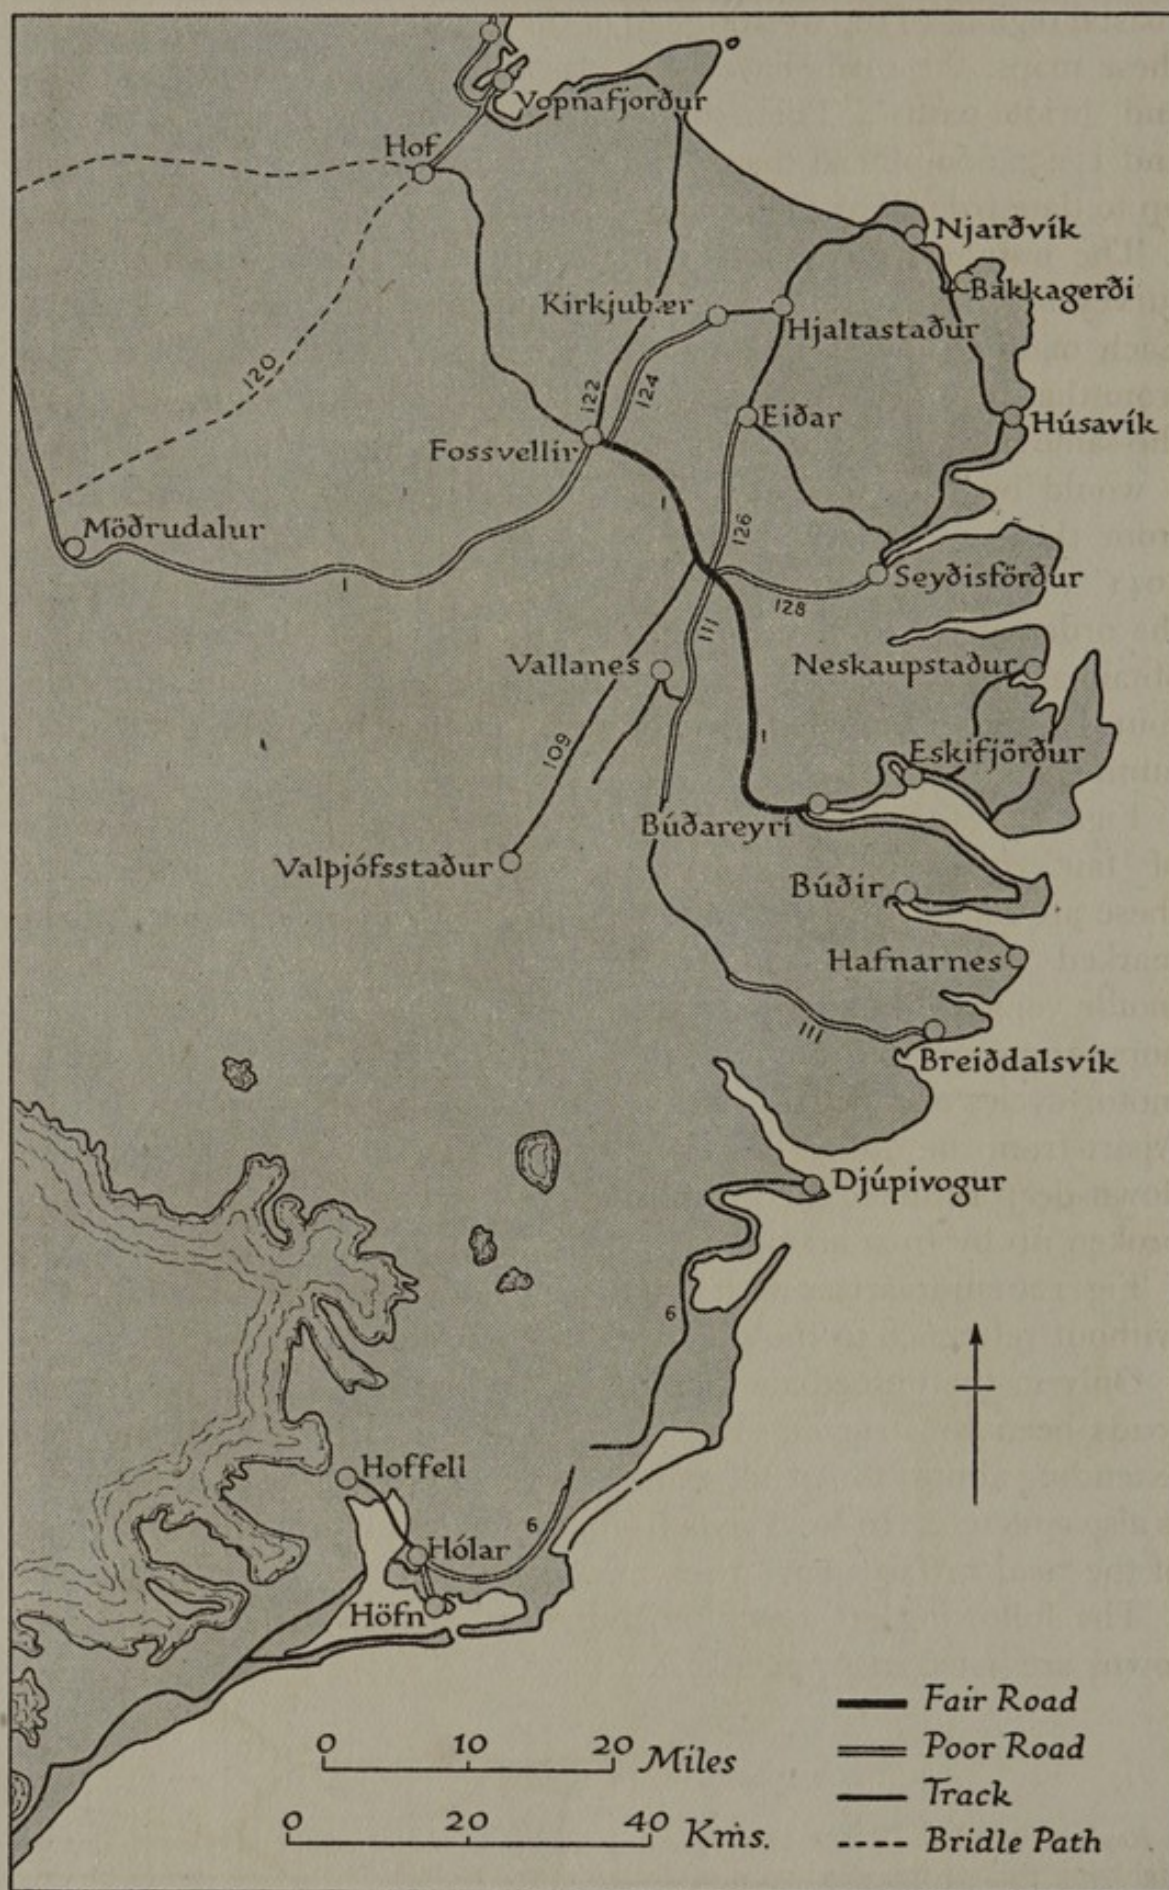 Vopnafjorður
Hof
Njarðvík
Bakkagerði
Kirkjubær
Hjaltastaður
120
122
124
Eiðar
Húsavík
Fossvellir
1
Möðrudalur
126
1
Seyðisförður
128
111
Vallanes
Neskaupstaður
109
1
Eskifjörður
Búðareyri
Valþjófsstaður
Búðir
Hafnarnes
111
Breiðdalsvík
Djúpivogur
6
Hoffell
6
Hólar
Höfn
Fair Road
0 10 20 Miles
Poor Road
Track
0 20 40 Kms.
Bridle Path